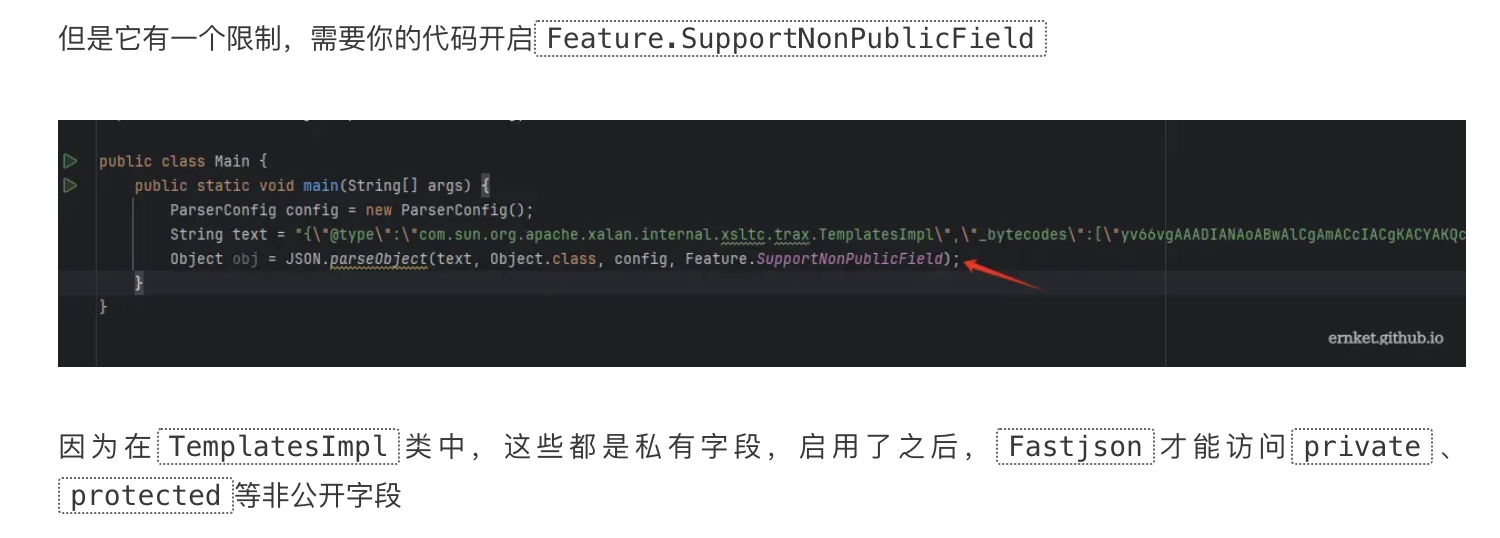 但是它有一个限制，需要你的代码开启 Feature.SupportNonPublicField
public class Main {
public static void main(String[] args) {
ParserConfig config = new ParserConfig();
String text = "{\"@type\":\"com.sun.org.apache.xalan.internal.xsltc.trax.TemplatesImpl\",\"_bytecodes\":[\"yv66vgAAADIANAoABwAlCgAmACcIACgKACYAKQc
Object obj = JSON.parseObject(text, Object.class, config, Feature.SupportNonPublicField);
}
}
ernket.github.io
因为在 TemplatesImpl 类中，这些都是私有字段，启用了之后， Fastjson 才能访问 private 、
protected 等非公开字段